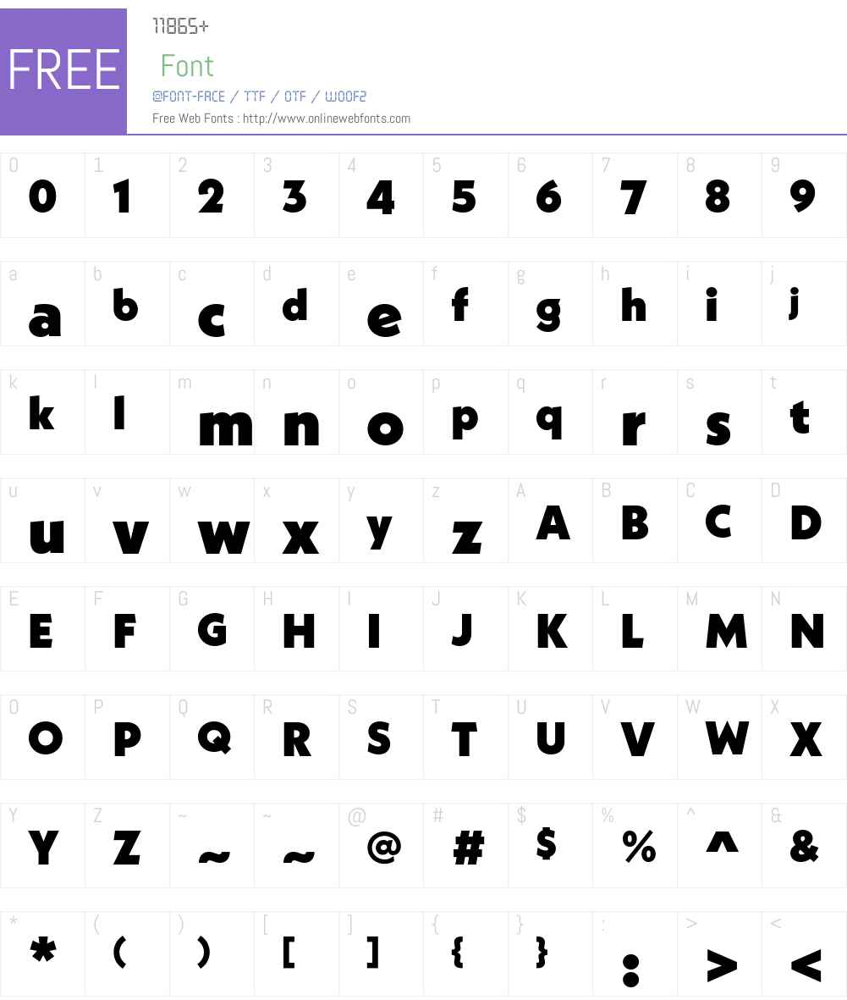 11865+
FREE
Font
@FONT-FACE / TTF / OTF / WOOF2
Free Web Fonts : http://www.onlinewebfonts.com
0 1 2 3 4 5 6 7 8 9
0 1 2 3 4 5 6 7 8 9
a b c d e f g h i j
a b c d e f g h i j
k l m n o p q r s t
k l m n o p q r s t
u v w x y z A B C D
u v w x y z A B C D
E F G H I J K L M N
E F G H I J K L M N
O P Q R S T U V W X
O P Q R S T U V W X
Y Z ~ ~ @ # $ % ^ &
Y Z ~ ~ @ # $ % ^ &
* ( ) [ ] { } : > <
* ( ) [ ] { } : > <